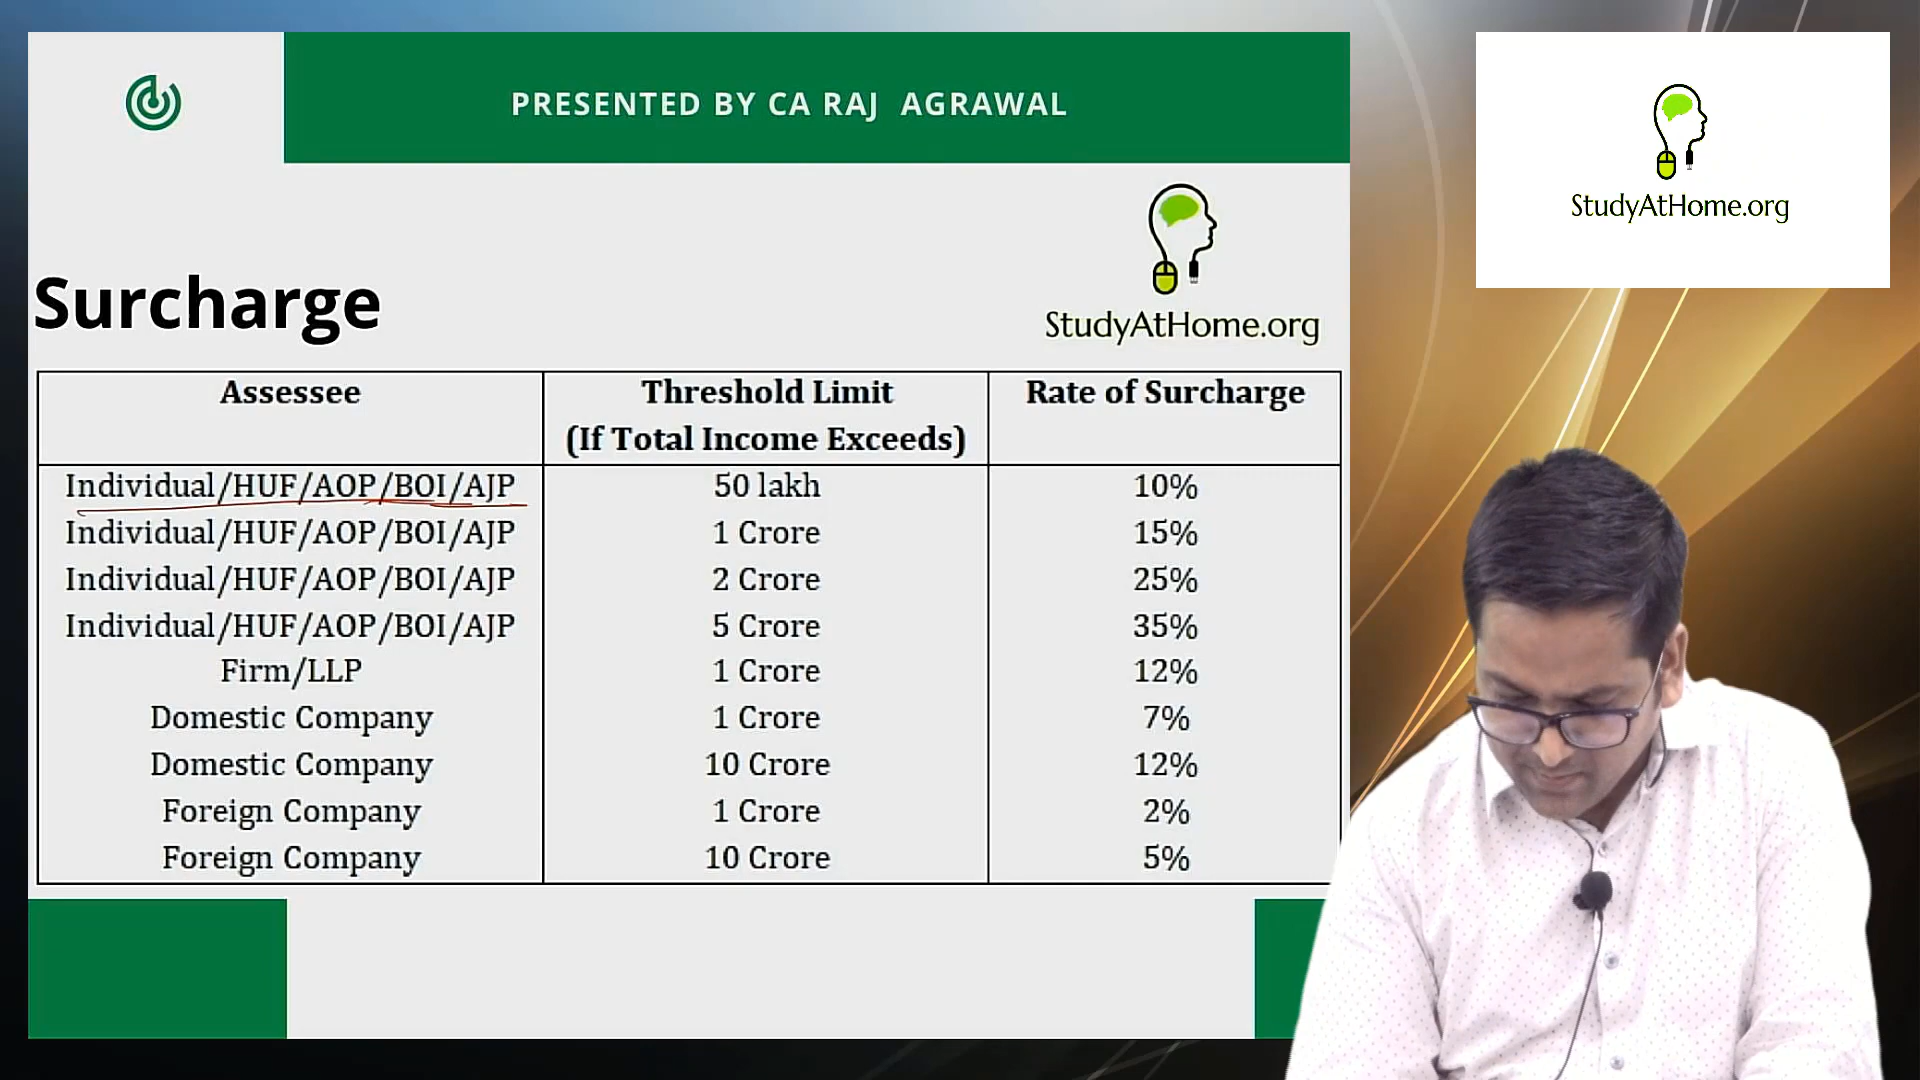 PRESENTED BY CA RAJ AGRAWAL
StudyAtHome.org
StudyAtHome.org
Surcharge
Assessee Threshold Limit (If Total Income Exceeds) Rate of Surcharge
Individual/HUF/AOP/BOI/AJP 50 lakh 10%
Individual/HUF/AOP/BOI/AJP 1 Crore 15%
Individual/HUF/AOP/BOI/AJP 2 Crore 25%
Individual/HUF/AOP/BOI/AJP 5 Crore 35%
Firm/LLP 1 Crore 12%
Domestic Company 1 Crore 7%
Domestic Company 10 Crore 12%
Foreign Company 1 Crore 2%
Foreign Company 10 Crore 5%